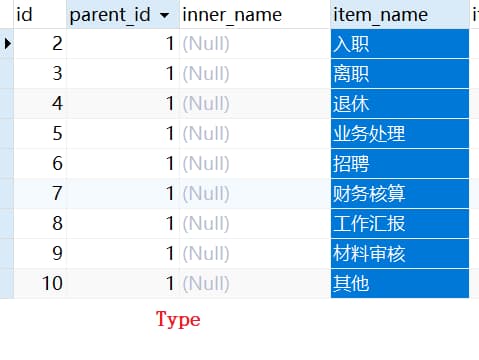 id parent_id inner_name item_name
2 1 (Null) 入职
3 1 (Null) 离职
4 1 (Null) 退休
5 1 (Null) 业务处理
6 1 (Null) 招聘
7 1 (Null) 财务核算
8 1 (Null) 工作汇报
9 1 (Null) 材料审核
10 1 (Null) 其他
Type